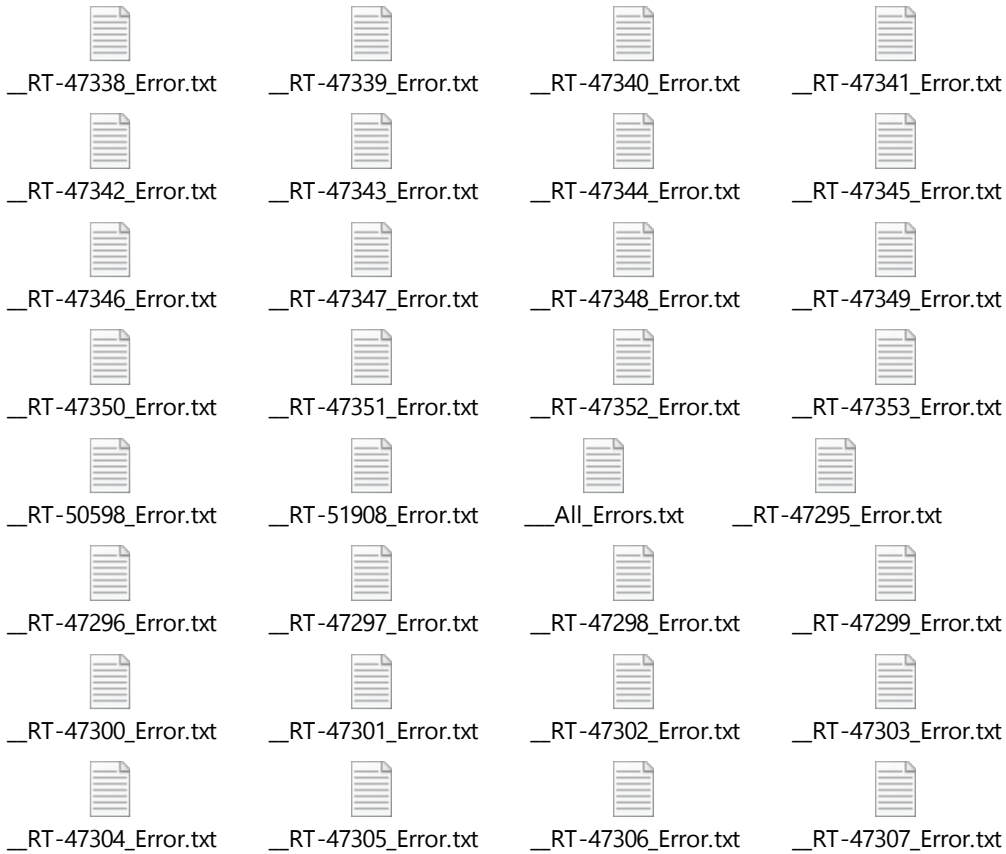 __RT-47338_Error.txt __RT-47339_Error.txt __RT-47340_Error.txt __RT-47341_Error.txt
__RT-47342_Error.txt __RT-47343_Error.txt __RT-47344_Error.txt __RT-47345_Error.txt
__RT-47346_Error.txt __RT-47347_Error.txt __RT-47348_Error.txt __RT-47349_Error.txt
__RT-47350_Error.txt __RT-47351_Error.txt __RT-47352_Error.txt __RT-47353_Error.txt
__RT-50598_Error.txt __RT-51908_Error.txt ___All_Errors.txt __RT-47295_Error.txt
__RT-47296_Error.txt __RT-47297_Error.txt __RT-47298_Error.txt __RT-47299_Error.txt
__RT-47300_Error.txt __RT-47301_Error.txt __RT-47302_Error.txt __RT-47303_Error.txt
__RT-47304_Error.txt __RT-47305_Error.txt __RT-47306_Error.txt __RT-47307_Error.txt